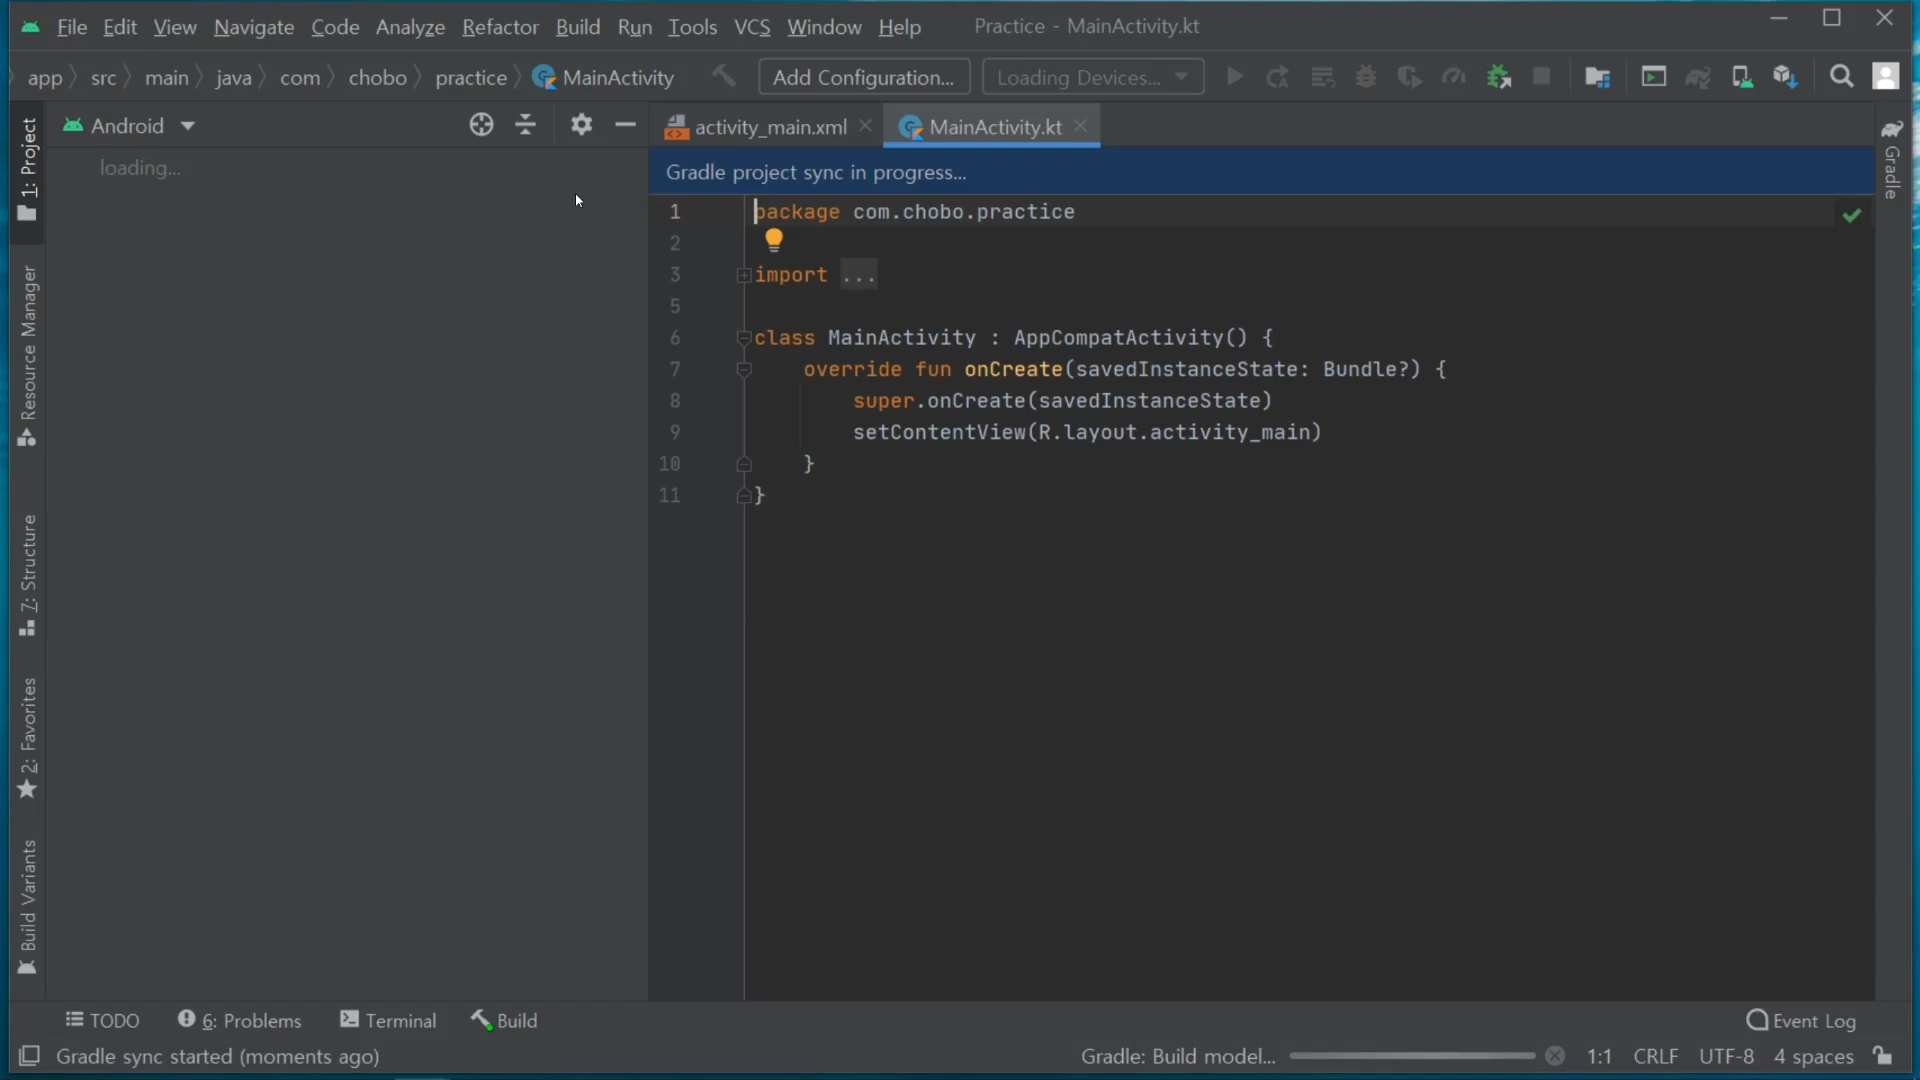 File Edit View Navigate Code Analyze Refactor Build Run Tools VCS Window Help Practice - MainActivity.kt
app src main java com chobo practice MainActivity Add Configuration... Loading Devices...
1: Project
Resource Manager
7: Structure
2: Favorites
Build Variants
Android
loading...
activity_main.xml MainActivity.kt
Gradle project sync in progress...
1 package com.chobo.practice
2
3 import ...
5
6 class MainActivity : AppCompatActivity() {
7 override fun onCreate(savedInstanceState: Bundle?) {
8 super.onCreate(savedInstanceState)
9 setContentView(R.layout.activity_main)
10 }
11 }
Gradle
TODO 6: Problems Terminal Build Event Log
Gradle sync started (moments ago) Gradle: Build model... 1:1 CRLF UTF-8 4 spaces